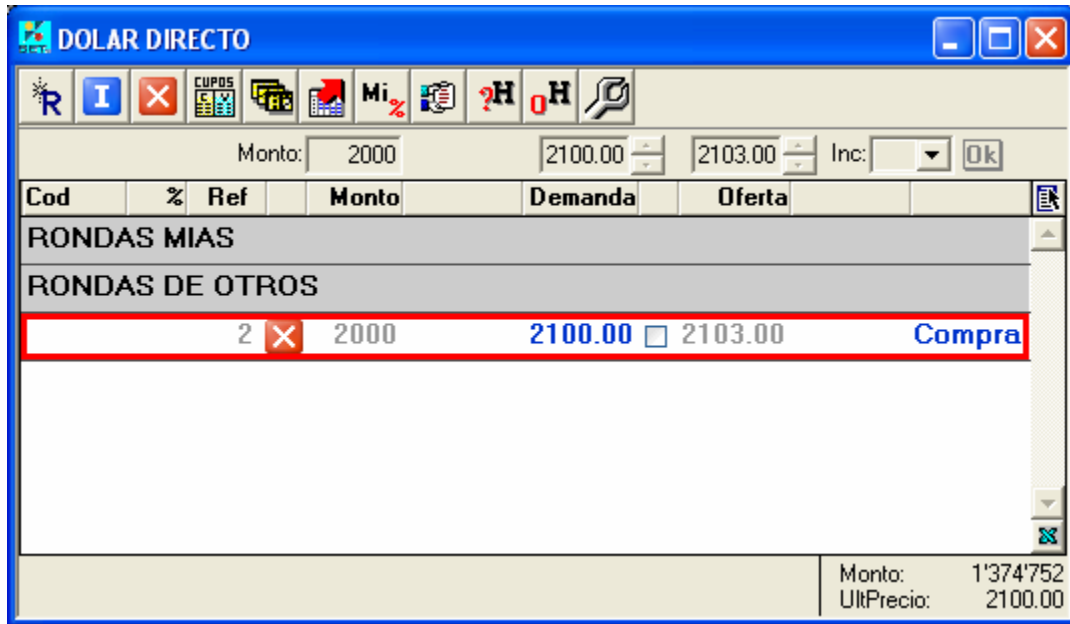 DOLAR DIRECTO
R I CUPOS Mi% ?H 0H
Monto: 2000 2100.00 2103.00 Inc: Ok
Cod % Ref Monto Demanda Oferta
RONDAS MIAS
RONDAS DE OTROS
2 2000 2100.00 2103.00 Compra
Monto: 1'374'752
UltPrecio: 2100.00